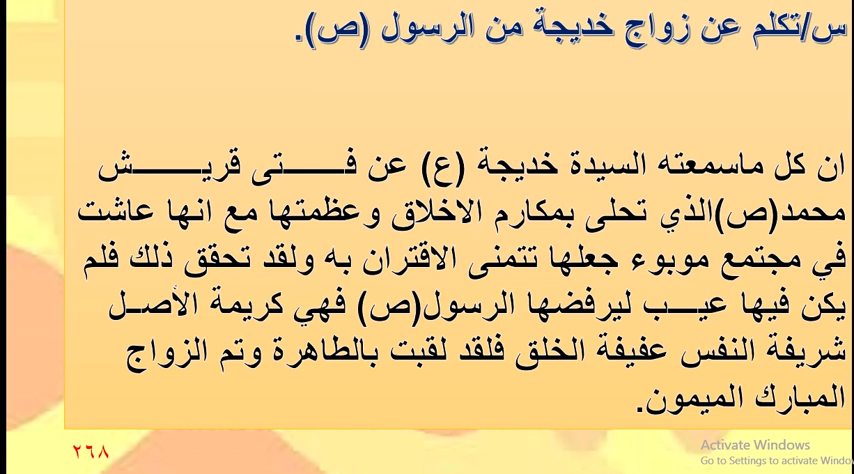 س/تكلم عن زواج خديجة من الرسول (ص).
ان كل ماسمعته السيدة خديجة (ع) عن فـــــتى قريـــــــش
محمد(ص)الذي تحلى بمكارم الاخلاق وعظمتها مع انها عاشت
في مجتمع موبوء جعلها تتمنى الاقتران به ولقد تحقق ذلك فلم
يكن فيها عيـــب ليرفضها الرسول(ص) فهي كريمة الأصـل
شريفة النفس عفيفة الخلق فلقد لقبت بالطاهرة وتم الزواج
المبارك الميمون.
٢٦٨
Activate Windows
Go to Settings to activate Windo